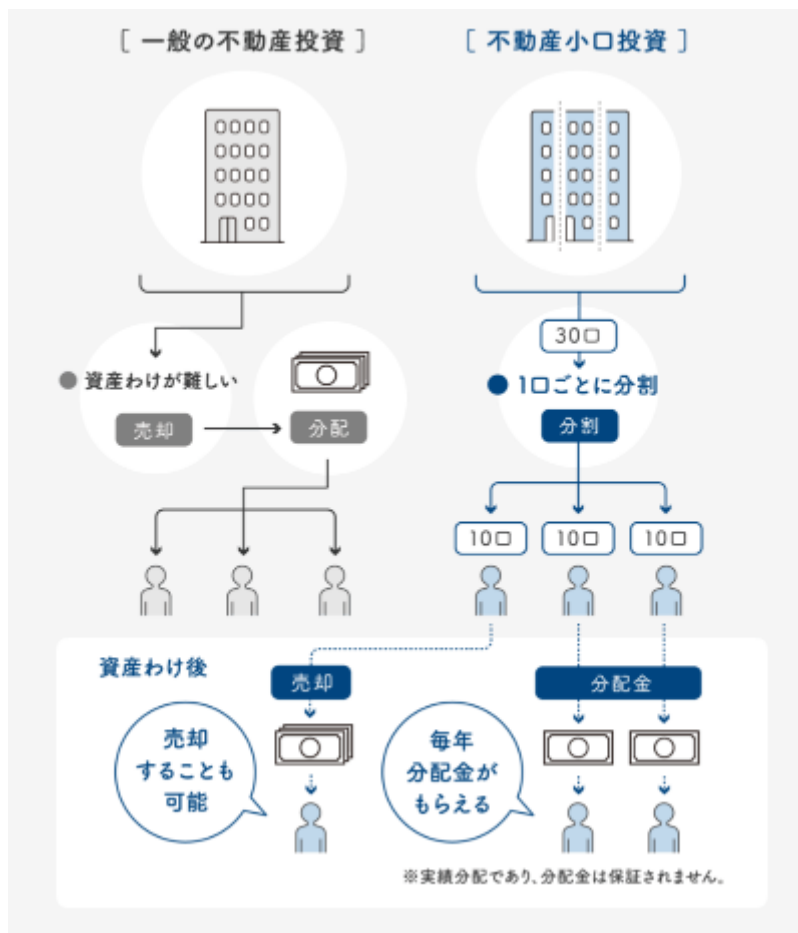 [ 一般の不動産投資 ]
[ 不動産小口投資 ]
30口
● 資産わけが難しい
● 1口ごとに分割
売却
分配
分割
10口
10口
10口
資産わけ後
売却
分配金
売却
することも
可能
毎年
分配金が
もらえる
※実績分配であり、分配金は保証されません。